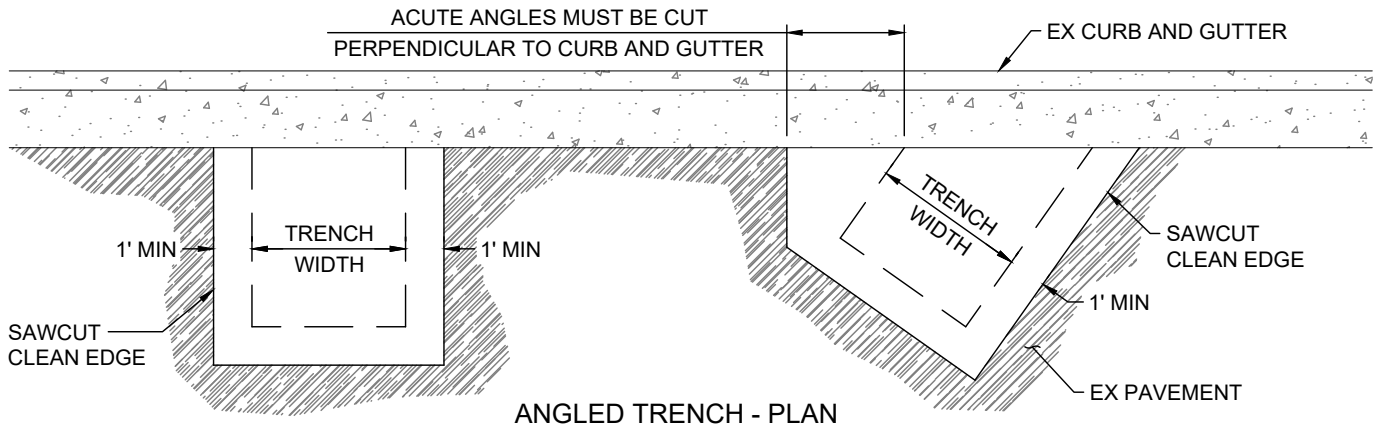 ACUTE ANGLES MUST BE CUT
PERPENDICULAR TO CURB AND GUTTER
EX CURB AND GUTTER
1' MIN
TRENCH
WIDTH
1' MIN
SAWCUT
CLEAN EDGE
TRENCH
WIDTH
SAWCUT
CLEAN EDGE
1' MIN
EX PAVEMENT
ANGLED TRENCH - PLAN